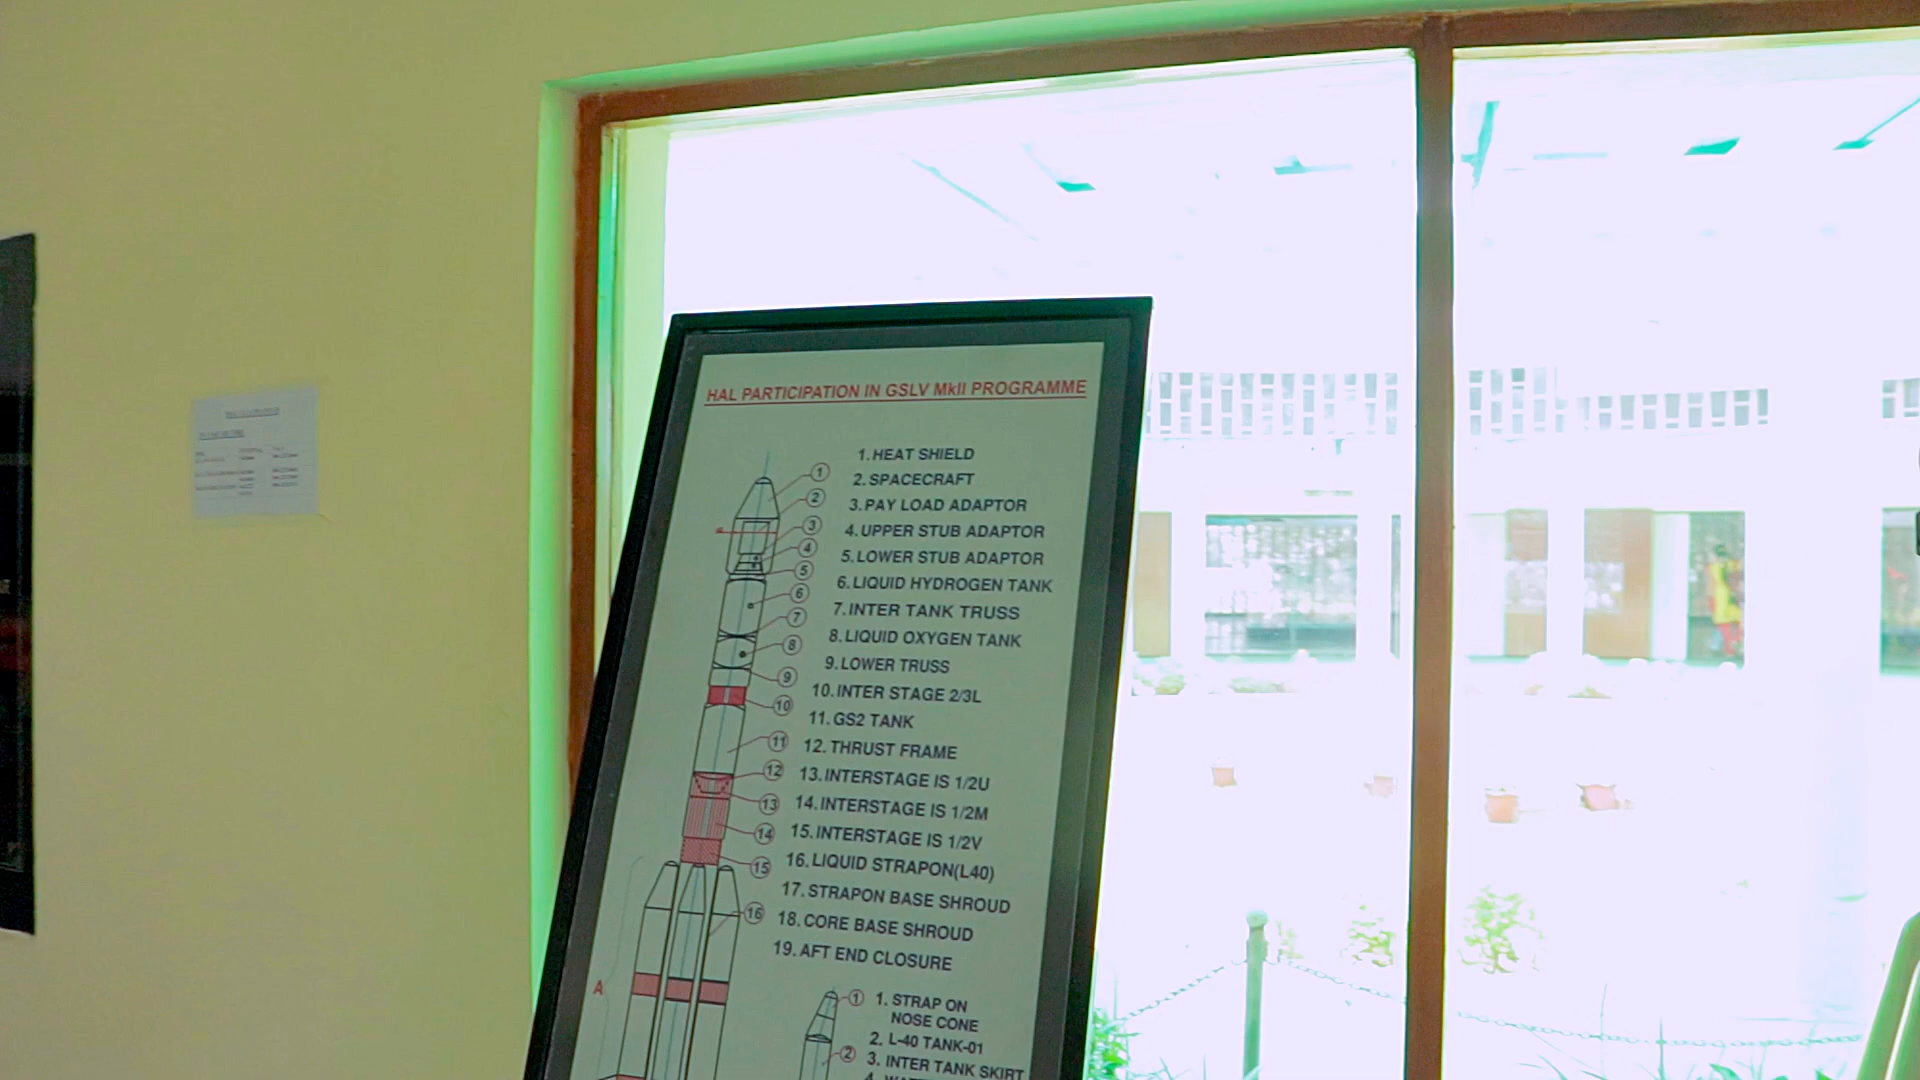 HAL PARTICIPATION IN GSLV MkII PROGRAMME
1. HEAT SHIELD
2. SPACECRAFT
3. PAY LOAD ADAPTOR
4. UPPER STUB ADAPTOR
5. LOWER STUB ADAPTOR
6. LIQUID HYDROGEN TANK
7. INTER TANK TRUSS
8. LIQUID OXYGEN TANK
9. LOWER TRUSS
10. INTER STAGE 2/3L
11. GS2 TANK
12. THRUST FRAME
13. INTERSTAGE IS 1/2U
14. INTERSTAGE IS 1/2M
15. INTERSTAGE IS 1/2V
16. LIQUID STRAPON(L40)
17. STRAPON BASE SHROUD
18. CORE BASE SHROUD
19. AFT END CLOSURE
1
2
3
4
5
6
7
8
9
10
11
12
13
14
15
16
A
1
2
1. STRAP ON
NOSE CONE
2. L-40 TANK-01
3. INTER TANK SKIRT
4.